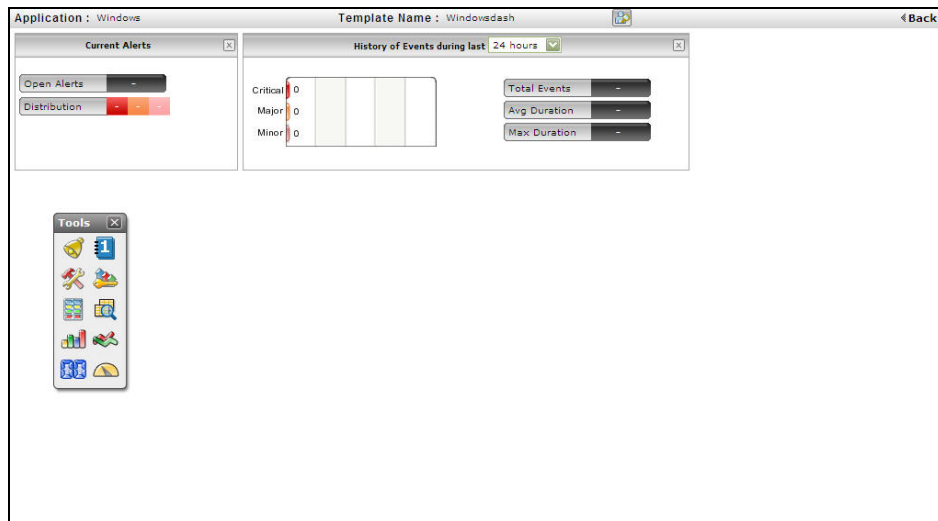 Application : Windows
Template Name : Windowsdash
Back
Current Alerts
Open Alerts -
Distribution - - -
History of Events during last 24 hours
Critical 0
Major 0
Minor 0
Total Events -
Avg Duration -
Max Duration -
Tools
1